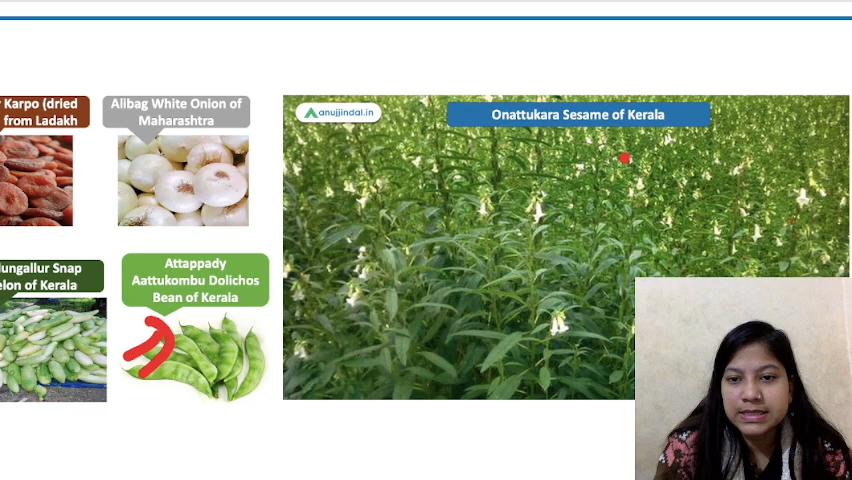 Karpo (dried
from Ladakh
Alibag White Onion of
Maharashtra
anujjindal.in
Onattukara Sesame of Kerala
ungallur Snap
elon of Kerala
Attappady
Aattukombu Dolichos
Bean of Kerala